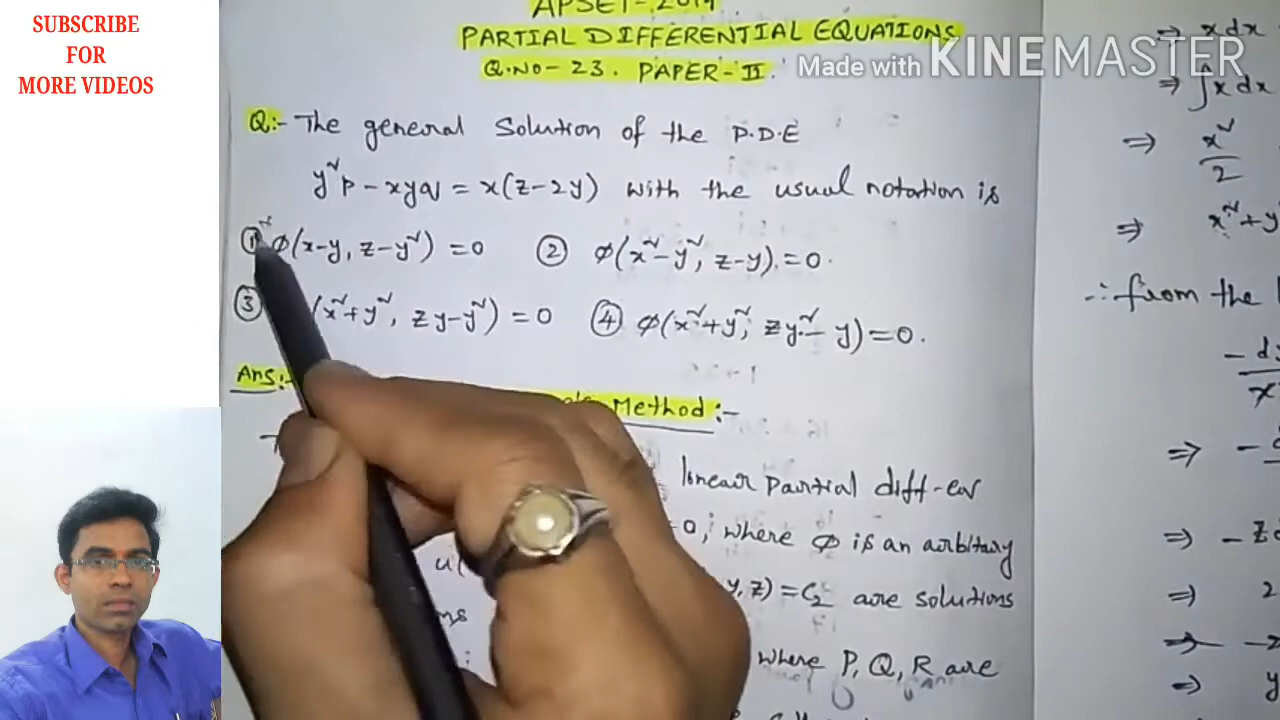 SUBSCRIBE
FOR
MORE VIDEOS
PARTIAL DIFFERENTIAL EQUATIONS
Q.NO-23. PAPER-II.
Made with KINEMASTER
Q:- The general solution of the P.D.E
y²p - xyq = x(z-2y) with the usual notation is
① φ(x-y, z-y²) = 0 ② φ(x²-y², z-y) = 0.
③ (x²+y², zy-y²) = 0 ④ φ(x²+y², zy²-y) = 0.
Ans:-
Method:-
linear partial diff-
= 0, where φ is an arbitary
u(
y, z) = C₂ are solutions
where P, Q, R are
⇒ x dx
⇒ ∫x dx
⇒ x²/2
⇒ x²+y
∴ from the
⇒ -z
⇒ 2
⇒ -2
⇒ y